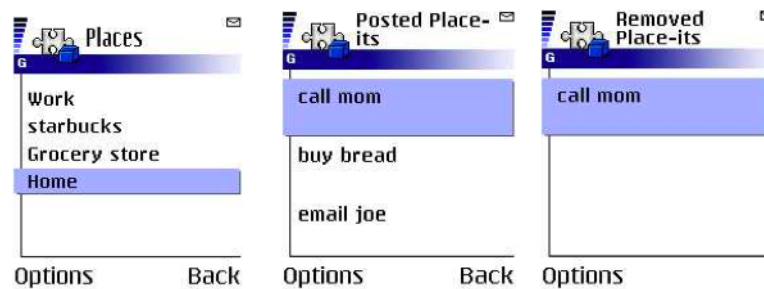 Places
G
Work
starbucks
Grocery store
Home
Options Back
Posted Place-
its
G
call mom
buy bread
email joe
Options Back
Removed
Place-its
G
call mom
Options